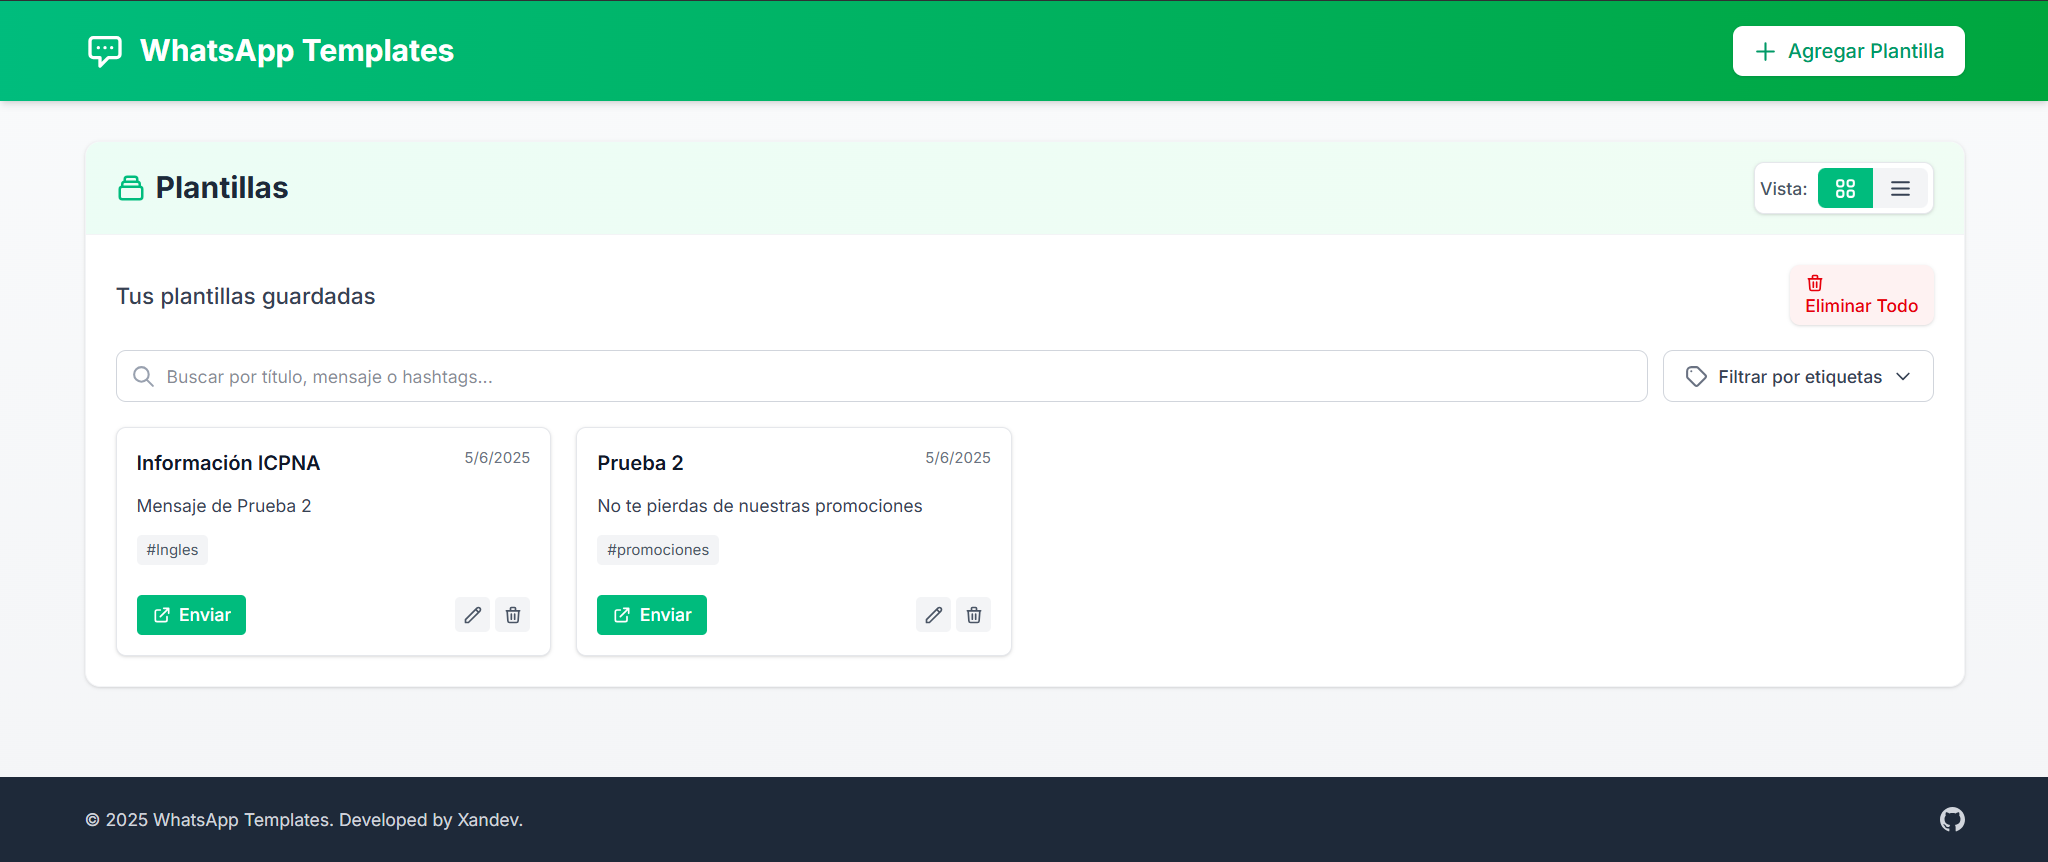 WhatsApp Templates
Agregar Plantilla
Plantillas
Vista:
Tus plantillas guardadas
Eliminar Todo
Buscar por título, mensaje o hashtags...
Filtrar por etiquetas
Información ICPNA
5/6/2025
Mensaje de Prueba 2
#Ingles
Enviar
Prueba 2
5/6/2025
No te pierdas de nuestras promociones
#promociones
Enviar
© 2025 WhatsApp Templates. Developed by Xandev.